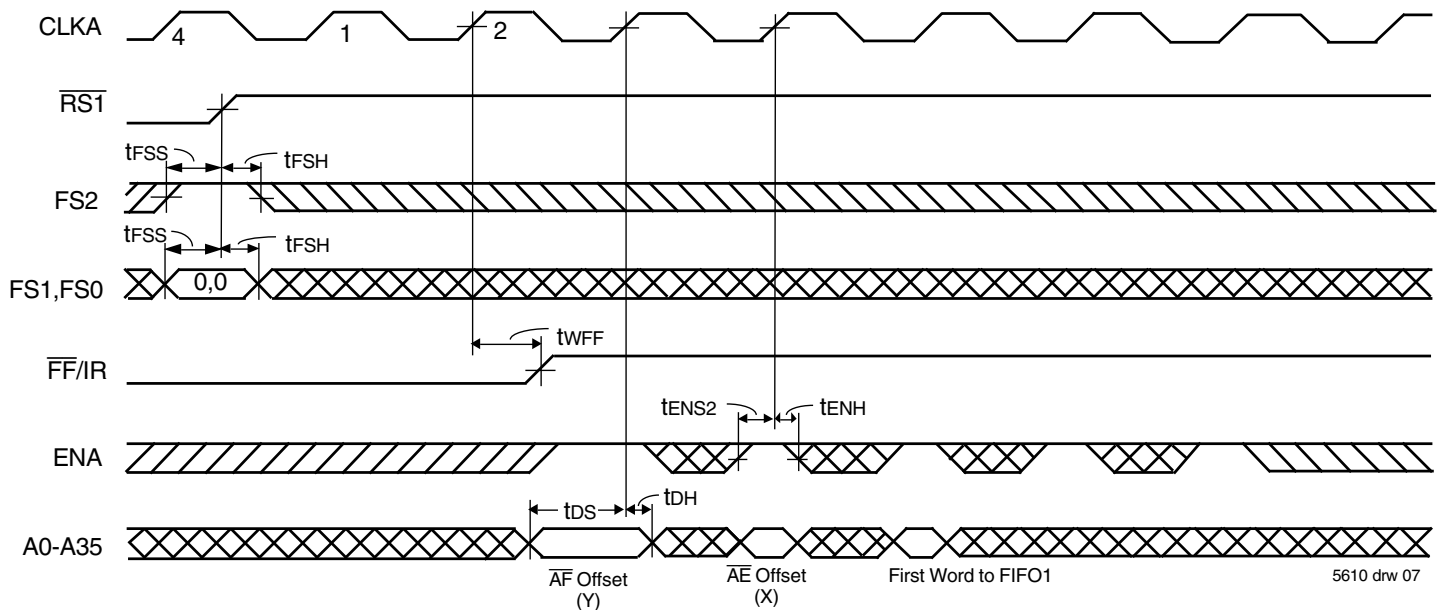 CLKA
4
1
2
RS1
tFSS
tFSH
FS2
tFSS
tFSH
FS1,FS0
0,0
tWFF
FF/IR
tENS2
tENH
ENA
tDS
tDH
A0-A35
AF Offset
(Y)
AE Offset
(X)
First Word to FIFO1
5610 drw 07